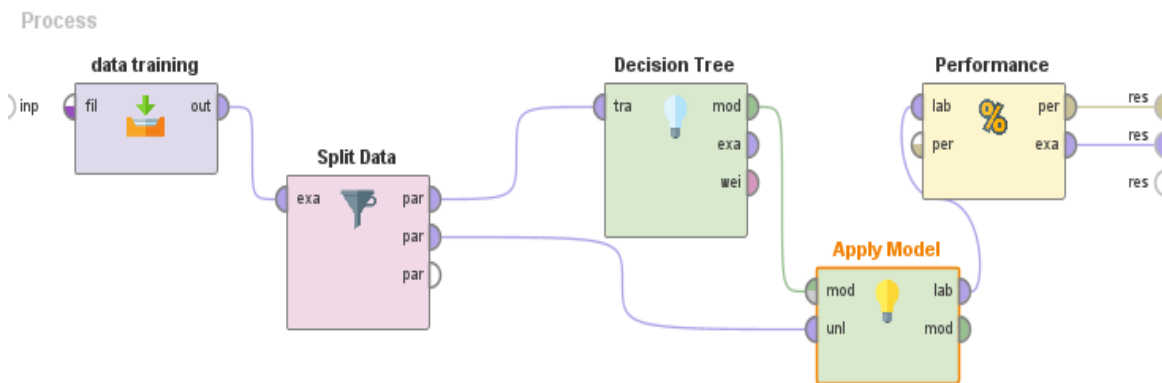 Process
data training
inp
fil
out
Split Data
exa
par
par
par
Decision Tree
tra
mod
exa
wei
Apply Model
mod
lab
unl
mod
Performance
lab
per
per
exa
res
res
res